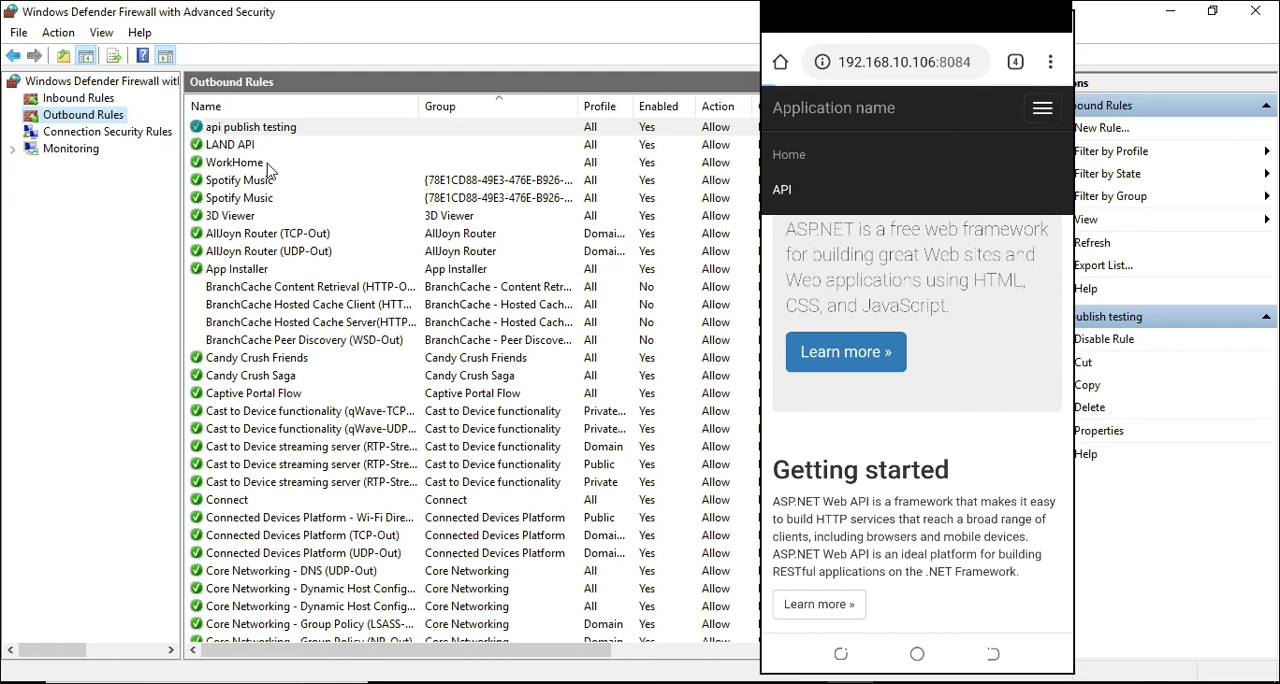 Windows Defender Firewall with Advanced Security
File Action View Help
Windows Defender Firewall with
Inbound Rules
Outbound Rules
Connection Security Rules
Monitoring
Outbound Rules
Name Group Profile Enabled Action
api publish testing All Yes Allow
LAND API All Yes Allow
WorkHome All Yes Allow
Spotify Music {78E1CD88-49E3-476E-B926-... All Yes Allow
Spotify Music {78E1CD88-49E3-476E-B926-... All Yes Allow
3D Viewer 3D Viewer All Yes Allow
AllJoyn Router (TCP-Out) AllJoyn Router Domai... Yes Allow
AllJoyn Router (UDP-Out) AllJoyn Router Domai... Yes Allow
App Installer App Installer All Yes Allow
BranchCache Content Retrieval (HTTP-O... BranchCache - Content Retr... All No Allow
BranchCache Hosted Cache Client (HTT... BranchCache - Hosted Cach... All No Allow
BranchCache Hosted Cache Server(HTTP... BranchCache - Hosted Cach... All No Allow
BranchCache Peer Discovery (WSD-Out) BranchCache - Peer Discove... All No Allow
Candy Crush Friends Candy Crush Friends All Yes Allow
Candy Crush Saga Candy Crush Saga All Yes Allow
Captive Portal Flow Captive Portal Flow All Yes Allow
Cast to Device functionality (qWave-TCP... Cast to Device functionality Private... Yes Allow
Cast to Device functionality (qWave-UDP... Cast to Device functionality Private... Yes Allow
Cast to Device streaming server (RTP-Stre... Cast to Device functionality Domain Yes Allow
Cast to Device streaming server (RTP-Stre... Cast to Device functionality Public Yes Allow
Cast to Device streaming server (RTP-Stre... Cast to Device functionality Private Yes Allow
Connect Connect All Yes Allow
Connected Devices Platform - Wi-Fi Dire... Connected Devices Platform Public Yes Allow
Connected Devices Platform (TCP-Out) Connected Devices Platform Domai... Yes Allow
Connected Devices Platform (UDP-Out) Connected Devices Platform Domai... Yes Allow
Core Networking - DNS (UDP-Out) Core Networking All Yes Allow
Core Networking - Dynamic Host Config... Core Networking All Yes Allow
Core Networking - Dynamic Host Config... Core Networking All Yes Allow
Core Networking - Group Policy (LSASS-... Core Networking Domain Yes Allow
Core Networking - Group Policy (NP-Out) Core Networking Domain Yes Allow
192.168.10.106:8084
4
Application name
Home
API
ASP.NET is a free web framework
for building great Web sites and
Web applications using HTML,
CSS, and JavaScript.
Learn more »
Getting started
ASP.NET Web API is a framework that makes it easy
to build HTTP services that reach a broad range of
clients, including browsers and mobile devices.
ASP.NET Web API is an ideal platform for building
RESTful applications on the .NET Framework.
Learn more »
ons
ound Rules
New Rule...
Filter by Profile
Filter by State
Filter by Group
View
Refresh
Export List...
Help
publish testing
Disable Rule
Cut
Copy
Delete
Properties
Help